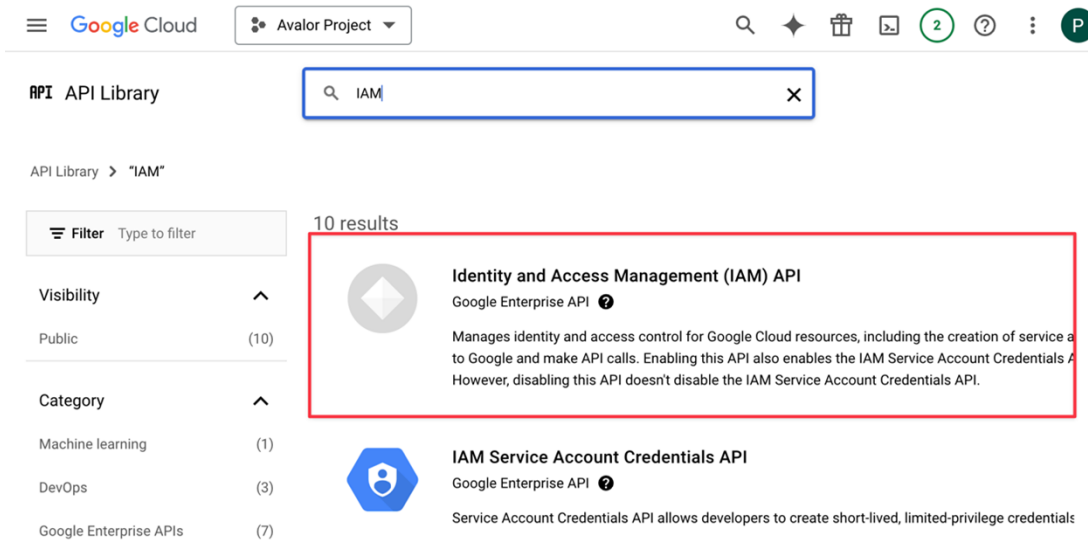 Google Cloud
Avalor Project
2
P
API API Library
IAM
API Library > "IAM"
Filter Type to filter
10 results
Visibility
Public (10)
Category
Machine learning (1)
DevOps (3)
Google Enterprise APIs (7)
Identity and Access Management (IAM) API
Google Enterprise API
Manages identity and access control for Google Cloud resources, including the creation of service a
to Google and make API calls. Enabling this API also enables the IAM Service Account Credentials A
However, disabling this API doesn't disable the IAM Service Account Credentials API.
IAM Service Account Credentials API
Google Enterprise API
Service Account Credentials API allows developers to create short-lived, limited-privilege credentials